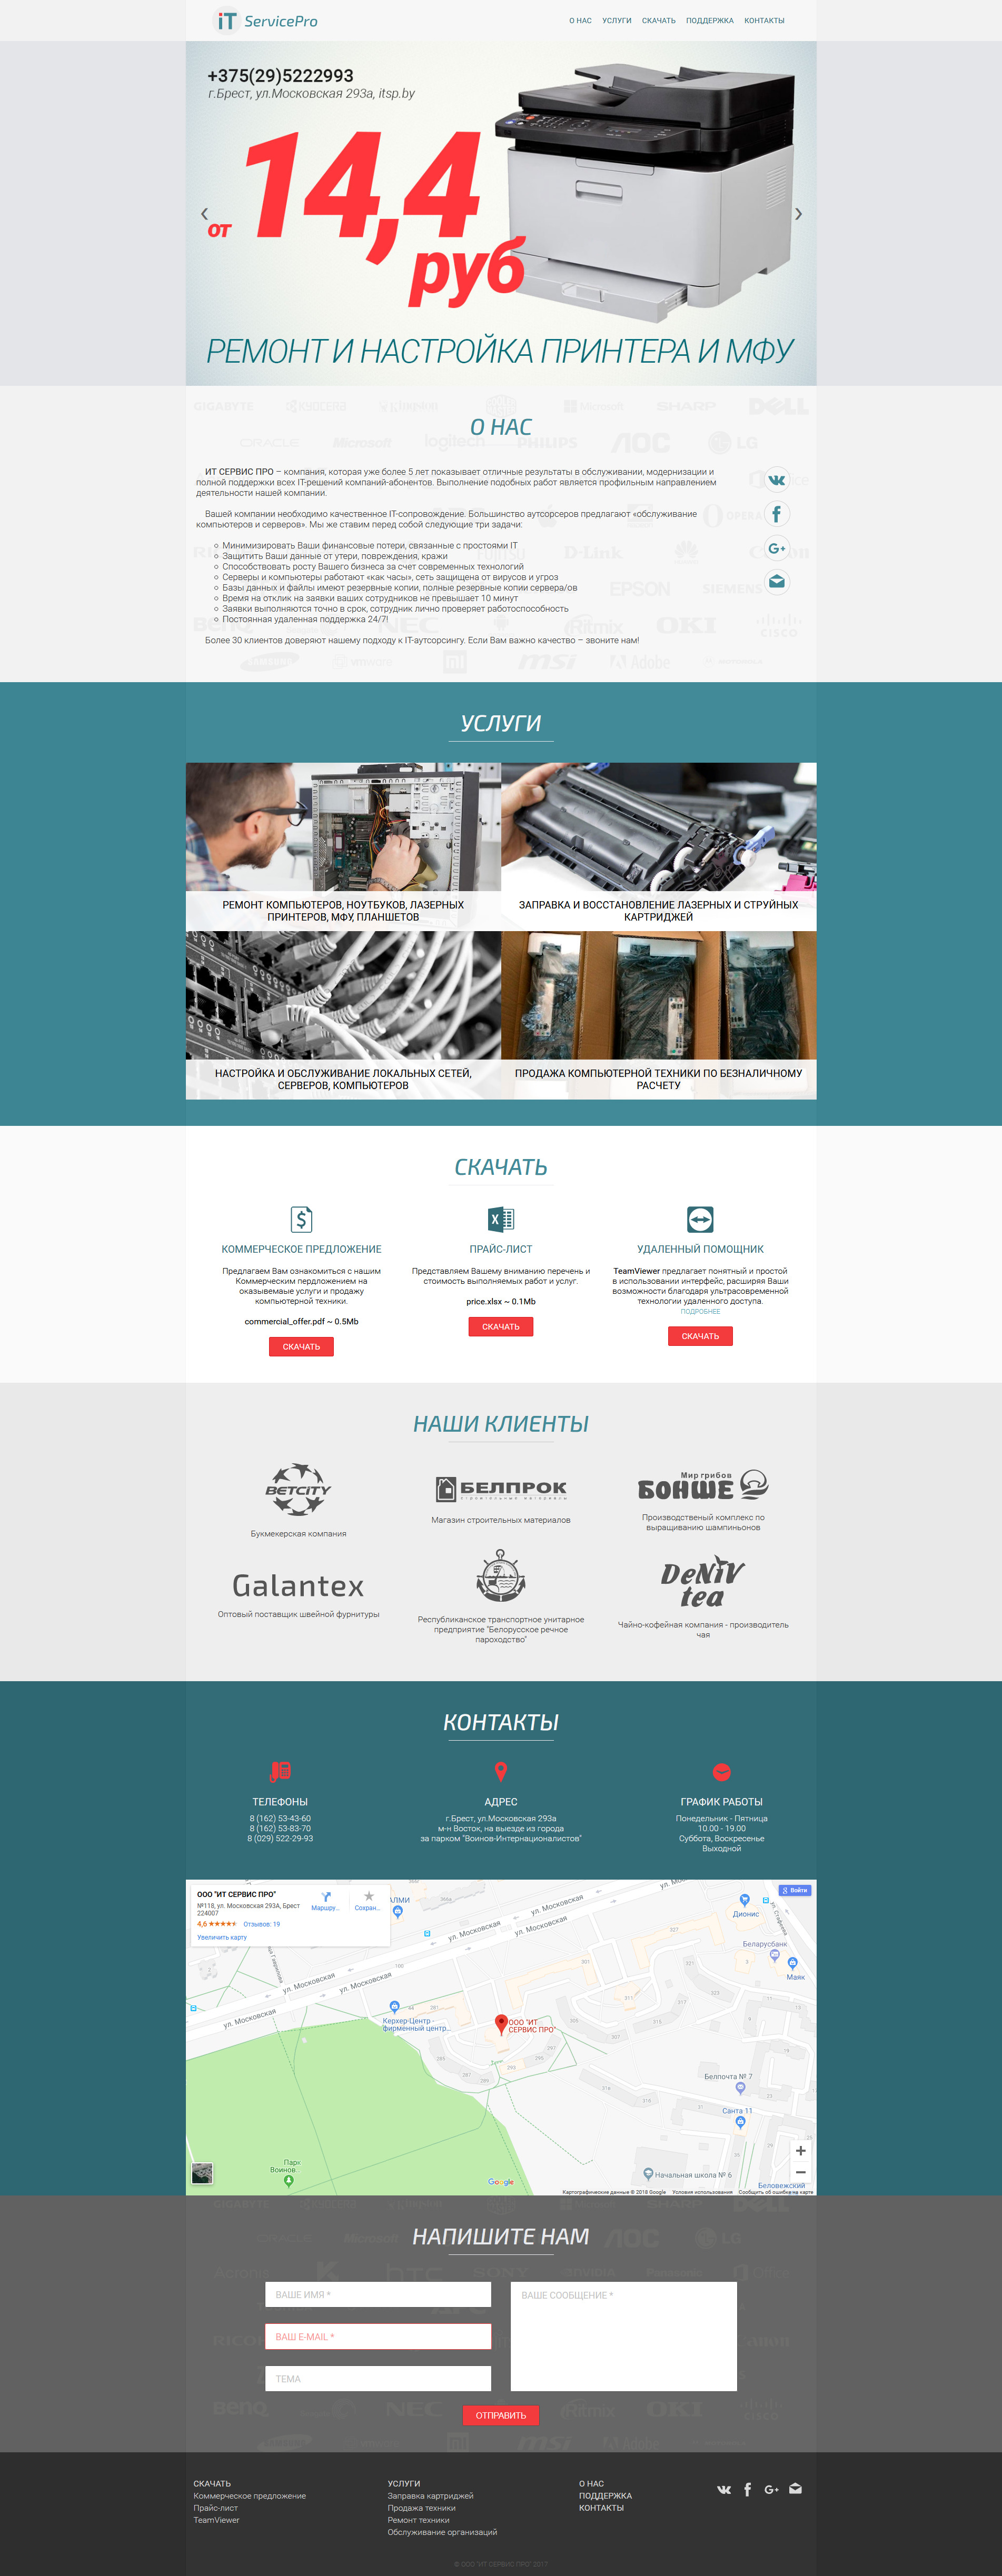 iT ServicePro
О НАС УСЛУГИ СКАЧАТЬ ПОДДЕРЖКА КОНТАКТЫ
+375(29)5222993
г.Брест, ул.Московская 293а, itsp.by
от 14,4
руб
РЕМОНТ И НАСТРОЙКА ПРИНТЕРА И МФУ
О НАС
ИТ СЕРВИС ПРО – компания, которая уже более 5 лет показывает отличные результаты в обслуживании, модернизации и
полной поддержки всех IT-решений компаний-абонентов. Выполнение подобных работ является профильным направлением
деятельности нашей компании.
Вашей компании необходимо качественное IT-сопровождение. Большинство аутсорсеров предлагают «обслуживание
компьютеров и серверов». Мы же ставим перед собой следующие три задачи:
Минимизировать Ваши финансовые потери, связанные с простоями IT
Защитить Ваши данные от утери, повреждения, кражи
Способствовать росту Вашего бизнеса за счет современных технологий
Серверы и компьютеры работают «как часы», сеть защищена от вирусов и угроз
Базы данных и файлы имеют резервные копии, полные резервные копии сервера/ов
Время на отклик на заявки ваших сотрудников не превышает 10 минут
Заявки выполняются точно в срок, сотрудник лично проверяет работоспособность
Постоянная удаленная поддержка 24/7!
Более 30 клиентов доверяют нашему подходу к IT-аутсорсингу. Если Вам важно качество – звоните нам!
УСЛУГИ
РЕМОНТ КОМПЬЮТЕРОВ, НОУТБУКОВ, ЛАЗЕРНЫХ
ПРИНТЕРОВ, МФУ, ПЛАНШЕТОВ
ЗАПРАВКА И ВОССТАНОВЛЕНИЕ ЛАЗЕРНЫХ И СТРУЙНЫХ
КАРТРИДЖЕЙ
НАСТРОЙКА И ОБСЛУЖИВАНИЕ ЛОКАЛЬНЫХ СЕТЕЙ,
СЕРВЕРОВ, КОМПЬЮТЕРОВ
ПРОДАЖА КОМПЬЮТЕРНОЙ ТЕХНИКИ ПО БЕЗНАЛИЧНОМУ
РАСЧЕТУ
СКАЧАТЬ
КОММЕРЧЕСКОЕ ПРЕДЛОЖЕНИЕ
Предлагаем Вам ознакомиться с нашим
Коммерческим пердложением на
оказываемые услуги и продажу
компьютерной техники.
commercial_offer.pdf ~ 0.5Mb
СКАЧАТЬ
ПРАЙС-ЛИСТ
Представляем Вашему вниманию перечень и
стоимость выполняемых работ и услуг.
price.xlsx ~ 0.1Mb
СКАЧАТЬ
УДАЛЕННЫЙ ПОМОЩНИК
TeamViewer предлагает понятный и простой
в использовании интерфейс, расширяя Ваши
возможности благодаря ультрасовременной
технологии удаленного доступа.
ПОДРОБНЕЕ
СКАЧАТЬ
НАШИ КЛИЕНТЫ
BETCITY
Букмекерская компания
БЕЛПРОК
строительные материалы
Магазин строительных материалов
Мир грибов
БОНШЕ
Производственый комплекс по
выращиванию шампиньонов
Galantex
Оптовый поставщик швейной фурнитуры
Республиканское транспортное унитарное
предприятие "Белорусское речное
пароходство"
DeNiV
tea
Чайно-кофейная компания - производитель
чая
КОНТАКТЫ
ТЕЛЕФОНЫ
8 (162) 53-43-60
8 (162) 53-83-70
8 (029) 522-29-93
АДРЕС
г.Брест, ул.Московская 293а
м-н Восток, на выезде из города
за парком "Воинов-Интернационалистов"
ГРАФИК РАБОТЫ
Понедельник - Пятница
10.00 - 19.00
Суббота, Воскресенье
Выходной
ООО "ИТ СЕРВИС ПРО"
№118, ул. Московская 293А, Брест
224007
4,6 Отзывов: 19
Увеличить карту
Маршру...
Сохран...
Войти
АЛМИ
ул. Московская
ул. Московская
ул. Московская
ул. Московская
ул. Московская
ул. Московская
Дионис
Беларусбанк
Маяк
Керхер-Центр -
фирменный центр...
ООО "ИТ
СЕРВИС ПРО"
Белпочта № 7
Санта 11
Парк
Воинов...
Начальная школа № 6
Беловежский
Google
Картографические данные © 2018 Google Условия использования Сообщить об ошибке на карте
НАПИШИТЕ НАМ
ВАШЕ ИМЯ *
ВАШ E-MAIL *
ТЕМА
ВАШЕ СООБЩЕНИЕ *
ОТПРАВИТЬ
СКАЧАТЬ
Коммерческое предложение
Прайс-лист
TeamViewer
УСЛУГИ
Заправка картриджей
Продажа техники
Ремонт техники
Обслуживание организаций
О НАС
ПОДДЕРЖКА
КОНТАКТЫ
© ООО "ИТ СЕРВИС ПРО" 2017